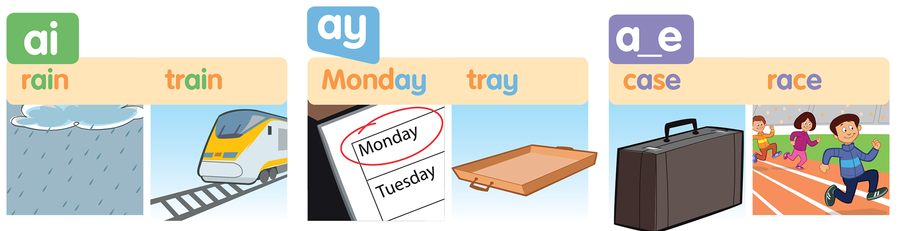 ai
rain train
Monday
Tuesday
ay
Monday tray
a_e
case race